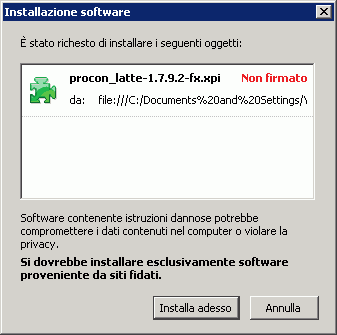 Installazione software
È stato richiesto di installare i seguenti oggetti:
procon_latte-1.7.9.2-fx.xpi Non firmato
da: file:///C:/Documents%20and%20Settings/
Software contenente istruzioni dannose potrebbe
compromettere i dati contenuti nel computer o violare la
privacy.
Si dovrebbe installare esclusivamente software
proveniente da siti fidati.
Installa adesso
Annulla